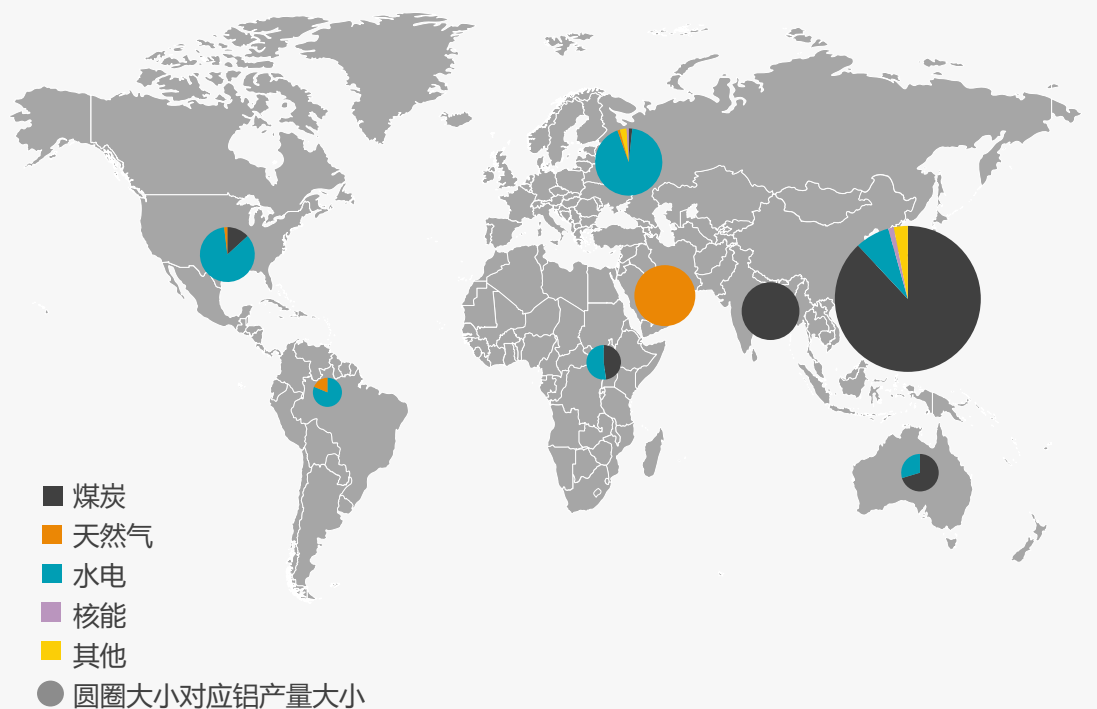 煤炭
天然气
水电
核能
其他
圆圈大小对应铝产量大小